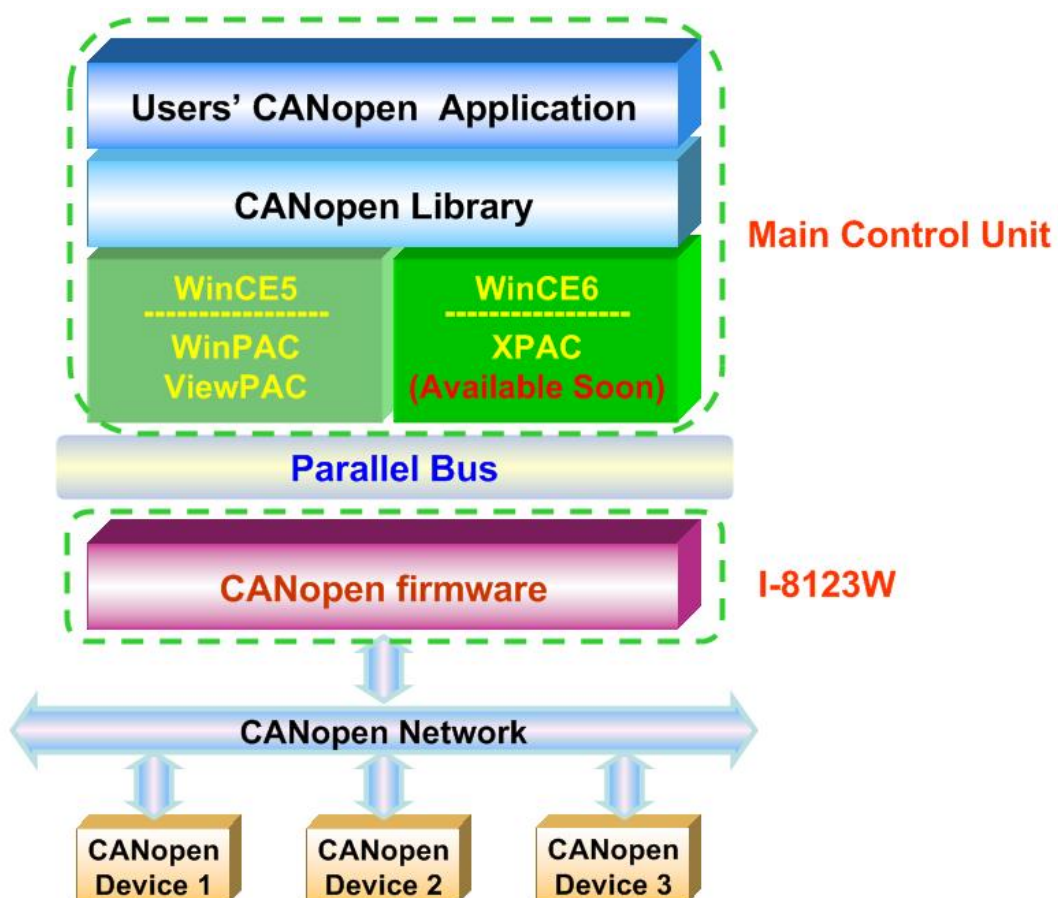 Users' CANopen Application
CANopen Library
Main Control Unit
WinCE5
-----------------
WinPAC
ViewPAC
WinCE6
-----------------
XPAC
(Available Soon)
Parallel Bus
CANopen firmware
I-8123W
CANopen Network
CANopen
Device 1
CANopen
Device 2
CANopen
Device 3